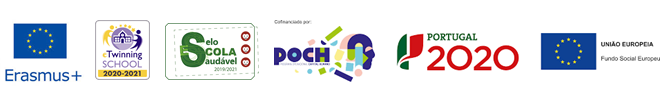 Erasmus+
eTwinning
SCHOOL
2020-2021
Selo
ESCOLA
Saudável
2019/2021
Cofinanciado por:
POCH
PORTUGAL
2020
UNIÃO EUROPEIA
Fundo Social Europeu